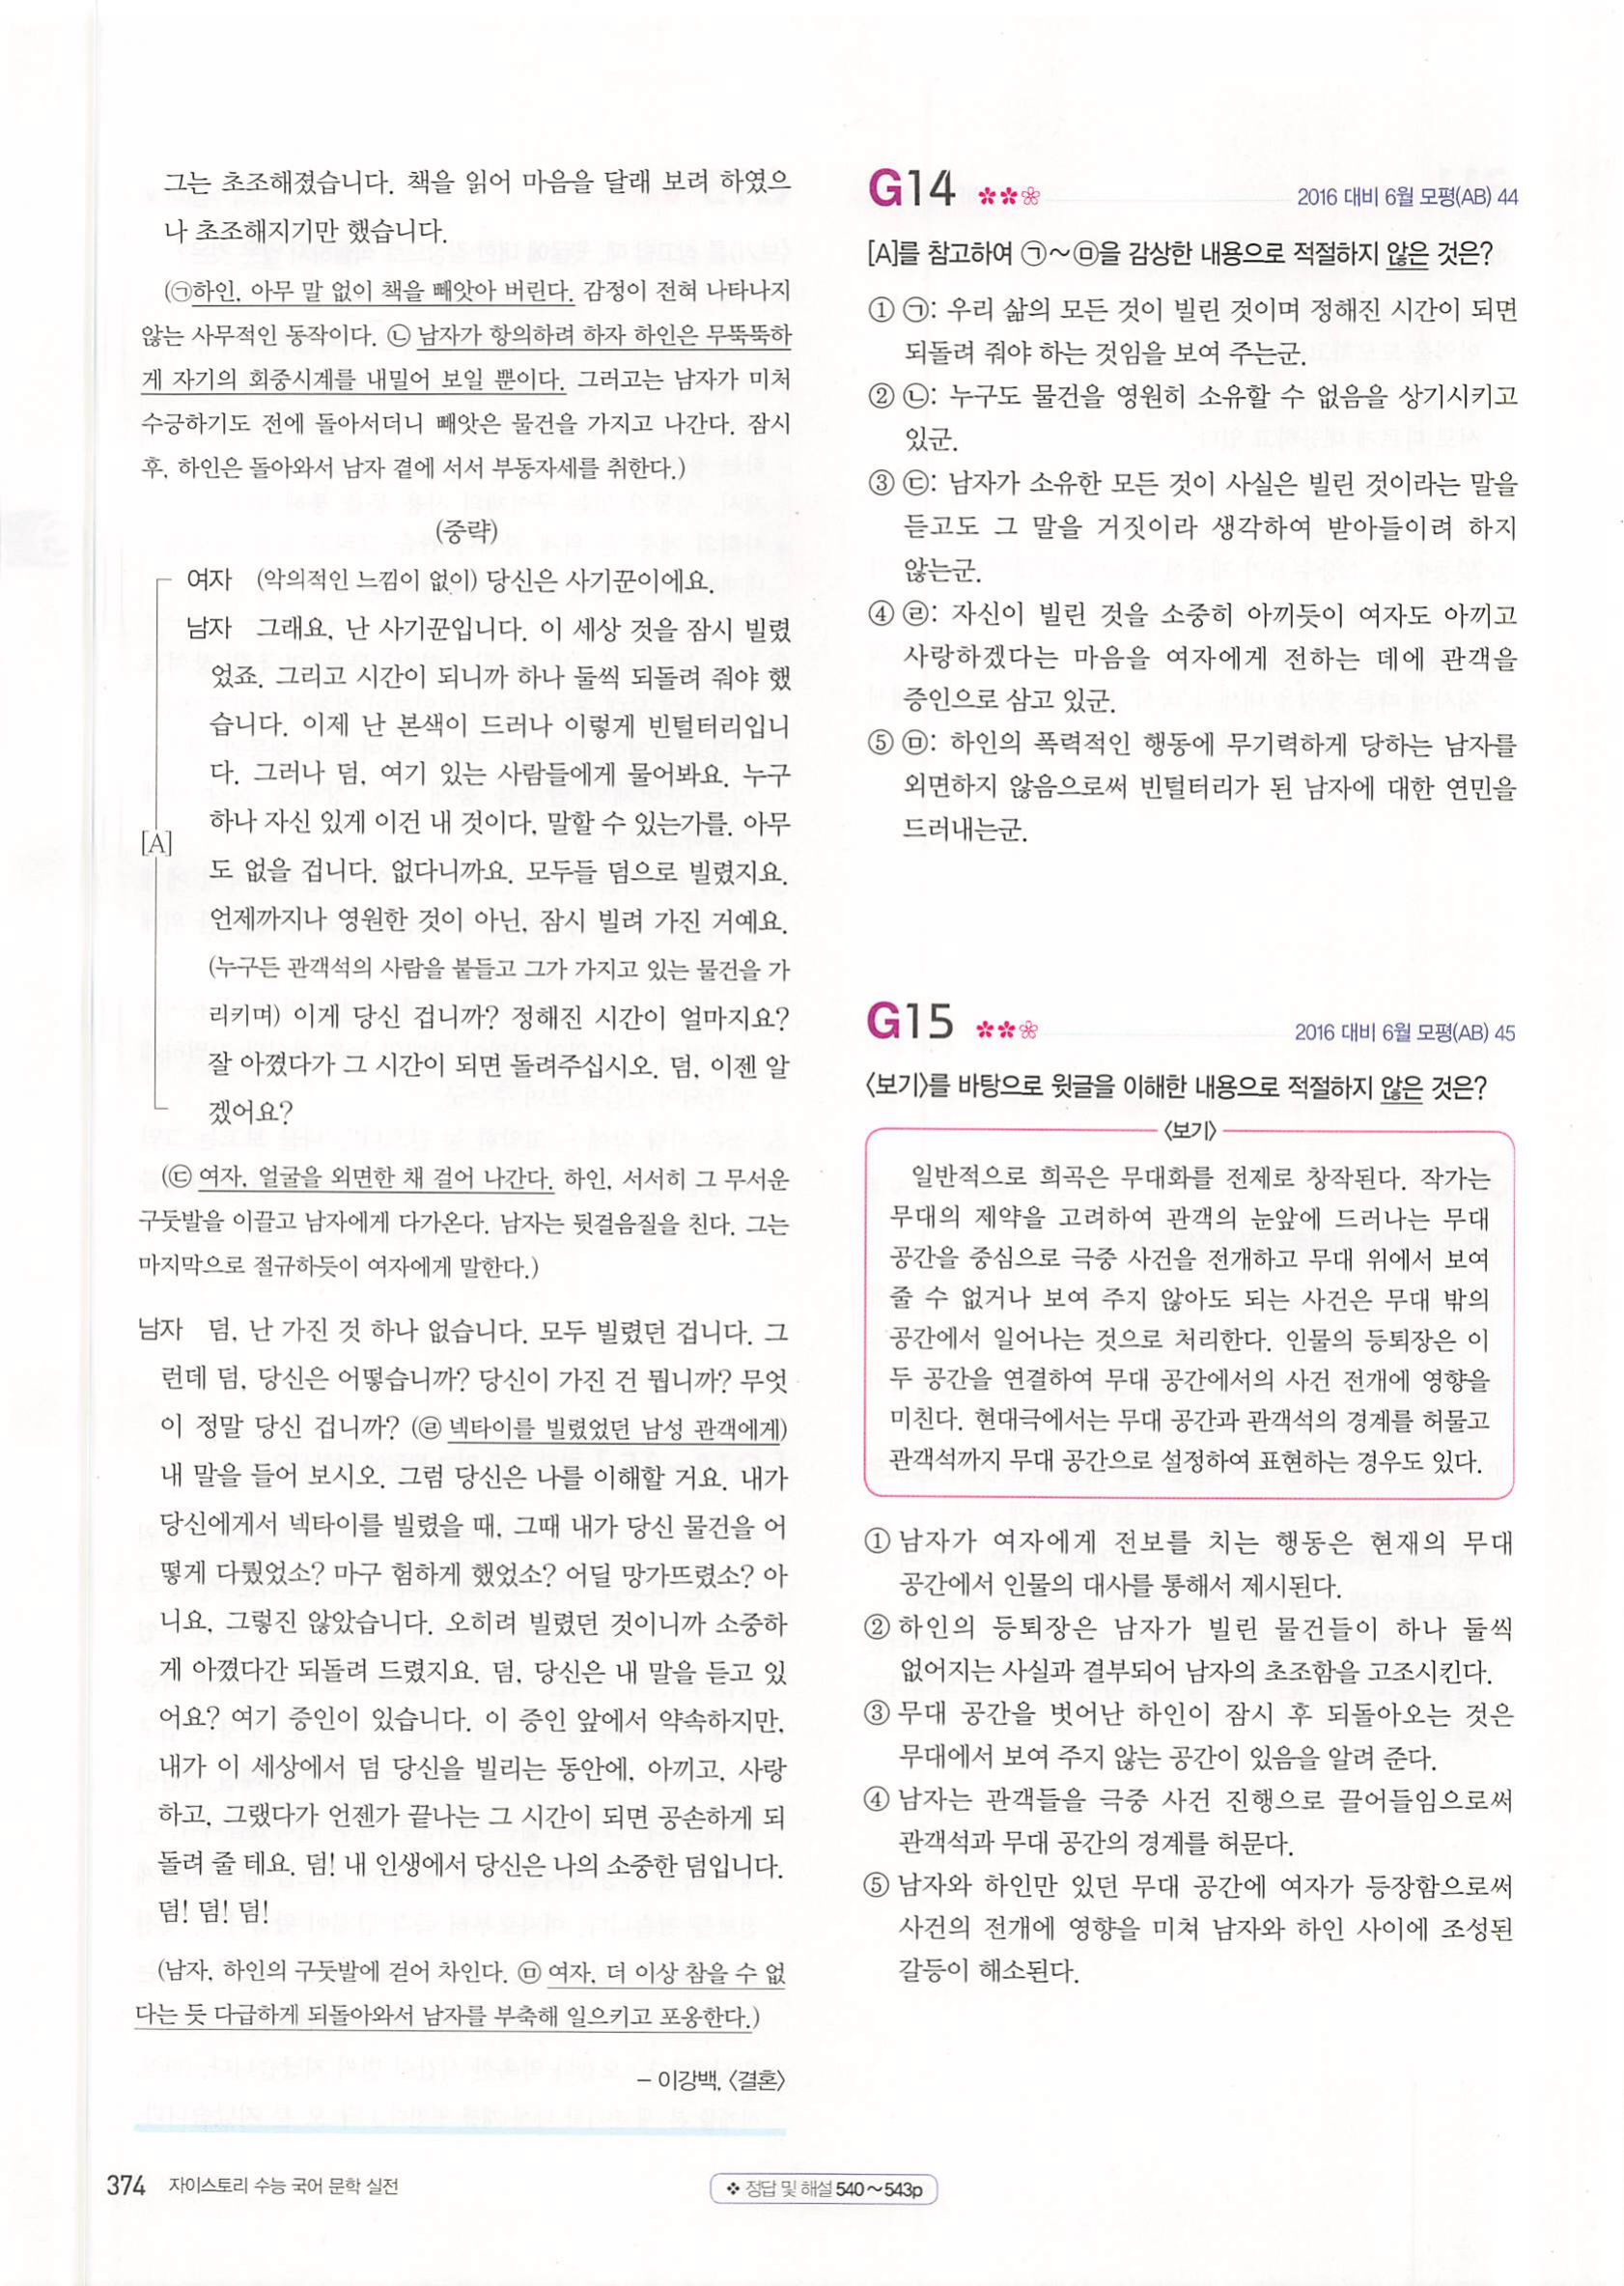 그는 초조해졌습니다. 책을 읽어 마음을 달래 보려 하였으
나 초조해지기만 했습니다.
(㉠하인, 아무 말 없이 책을 빼앗아 버린다. 감정이 전혀 나타나지
않는 사무적인 동작이다. ㉡ 남자가 항의하려 하자 하인은 무뚝뚝하
게 자기의 회중시계를 내밀어 보일 뿐이다. 그러고는 남자가 미처
수긍하기도 전에 돌아서더니 빼앗은 물건을 가지고 나간다. 잠시
후, 하인은 돌아와서 남자 곁에 서서 부동자세를 취한다.)
(중략)
여자 (악의적인 느낌이 없이) 당신은 사기꾼이에요.
남자 그래요, 난 사기꾼입니다. 이 세상 것을 잠시 빌렸
었죠. 그리고 시간이 되니까 하나 둘씩 되돌려 줘야 했
습니다. 이제 난 본색이 드러나 이렇게 빈털터리입니
다. 그러나 덤, 여기 있는 사람들에게 물어봐요. 누구
하나 자신 있게 이건 내 것이다, 말할 수 있는가를. 아무
[A]
도 없을 겁니다. 없다니까요. 모두들 덤으로 빌렸지요.
언제까지나 영원한 것이 아닌, 잠시 빌려 가진 거예요.
(누구든 관객석의 사람을 붙들고 그가 가지고 있는 물건을 가
리키며) 이게 당신 겁니까? 정해진 시간이 얼마지요?
잘 아꼈다가 그 시간이 되면 돌려주십시오. 덤, 이젠 알
겠어요?
(㉢ 여자, 얼굴을 외면한 채 걸어 나간다. 하인, 서서히 그 무서운
구둣발을 이끌고 남자에게 다가온다. 남자는 뒷걸음질을 친다. 그는
마지막으로 절규하듯이 여자에게 말한다.)
남자 덤, 난 가진 것 하나 없습니다. 모두 빌렸던 겁니다. 그
런데 덤, 당신은 어떻습니까? 당신이 가진 건 뭡니까? 무엇
이 정말 당신 겁니까? (㉣ 넥타이를 빌렸었던 남성 관객에게)
내 말을 들어 보시오. 그럼 당신은 나를 이해할 거요. 내가
당신에게서 넥타이를 빌렸을 때, 그때 내가 당신 물건을 어
떻게 다뤘었소? 마구 험하게 했었소? 어딜 망가뜨렸소? 아
니요, 그렇진 않았습니다. 오히려 빌렸던 것이니까 소중하
게 아꼈다간 되돌려 드렸지요. 덤, 당신은 내 말을 듣고 있
어요? 여기 증인이 있습니다. 이 증인 앞에서 약속하지만,
내가 이 세상에서 덤 당신을 빌리는 동안에, 아끼고, 사랑
하고, 그랬다가 언젠가 끝나는 그 시간이 되면 공손하게 되
돌려 줄 테요. 덤! 내 인생에서 당신은 나의 소중한 덤입니다.
덤! 덤! 덤!
(남자, 하인의 구둣발에 걷어 차인다. ㉤ 여자, 더 이상 참을 수 없
다는 듯 다급하게 되돌아와서 남자를 부축해 일으키고 포옹한다.)
– 이강백, 〈결혼〉
374 자이스토리 수능 국어 문학 실전
G14 2016 대비 6월 모평(AB) 44
[A]를 참고하여 ㉠~㉤을 감상한 내용으로 적절하지 않은 것은?
① ㉠: 우리 삶의 모든 것이 빌린 것이며 정해진 시간이 되면
되돌려 줘야 하는 것임을 보여 주는군.
② ㉡: 누구도 물건을 영원히 소유할 수 없음을 상기시키고
있군.
③ ㉢: 남자가 소유한 모든 것이 사실은 빌린 것이라는 말을
듣고도 그 말을 거짓이라 생각하여 받아들이려 하지
않는군.
④ ㉣: 자신이 빌린 것을 소중히 아끼듯이 여자도 아끼고
사랑하겠다는 마음을 여자에게 전하는 데에 관객을
증인으로 삼고 있군.
⑤ ㉤: 하인의 폭력적인 행동에 무기력하게 당하는 남자를
외면하지 않음으로써 빈털터리가 된 남자에 대한 연민을
드러내는군.
G15 2016 대비 6월 모평(AB) 45
〈보기〉를 바탕으로 윗글을 이해한 내용으로 적절하지 않은 것은?
〈보기〉
일반적으로 희곡은 무대화를 전제로 창작된다. 작가는
무대의 제약을 고려하여 관객의 눈앞에 드러나는 무대
공간을 중심으로 극중 사건을 전개하고 무대 위에서 보여
줄 수 없거나 보여 주지 않아도 되는 사건은 무대 밖의
공간에서 일어나는 것으로 처리한다. 인물의 등퇴장은 이
두 공간을 연결하여 무대 공간에서의 사건 전개에 영향을
미친다. 현대극에서는 무대 공간과 관객석의 경계를 허물고
관객석까지 무대 공간으로 설정하여 표현하는 경우도 있다.
① 남자가 여자에게 전보를 치는 행동은 현재의 무대
공간에서 인물의 대사를 통해서 제시된다.
② 하인의 등퇴장은 남자가 빌린 물건들이 하나 둘씩
없어지는 사실과 결부되어 남자의 초조함을 고조시킨다.
③ 무대 공간을 벗어난 하인이 잠시 후 되돌아오는 것은
무대에서 보여 주지 않는 공간이 있음을 알려 준다.
④ 남자는 관객들을 극중 사건 진행으로 끌어들임으로써
관객석과 무대 공간의 경계를 허문다.
⑤ 남자와 하인만 있던 무대 공간에 여자가 등장함으로써
사건의 전개에 영향을 미쳐 남자와 하인 사이에 조성된
갈등이 해소된다.
❖ 정답 및 해설 540~543p